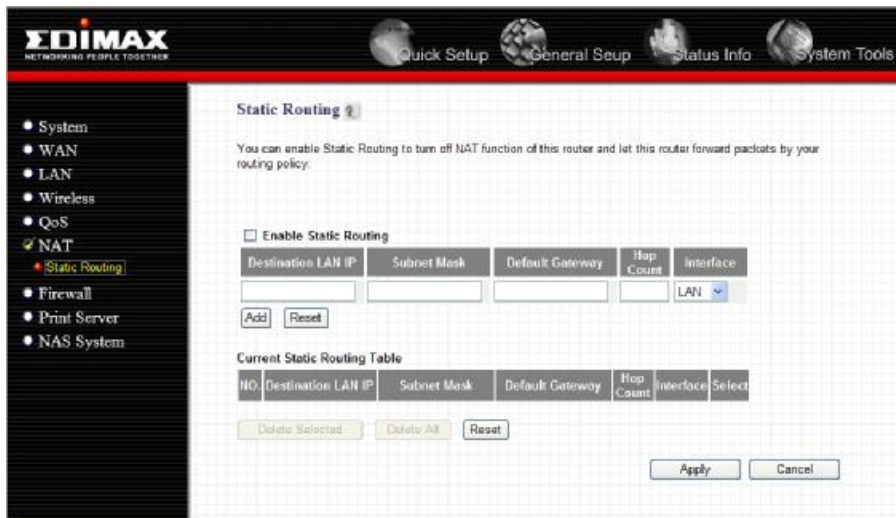 EDIMAX
NETWORKING PEOPLE TOGETHER
Quick Setup
General Seup
Status Info
System Tools
System
WAN
LAN
Wireless
QoS
NAT
Static Routing
Firewall
Print Server
NAS System
Static Routing
You can enable Static Routing to turn off NAT function of this router and let this router forward packets by your
routing policy.
Enable Static Routing
Destination LAN IP Subnet Mask Default Gateway Hop Count Interface
LAN
Add Reset
Current Static Routing Table
NO. Destination LAN IP Subnet Mask Default Gateway Hop Count Interface Select
Delete Selected Delete All Reset
Apply Cancel